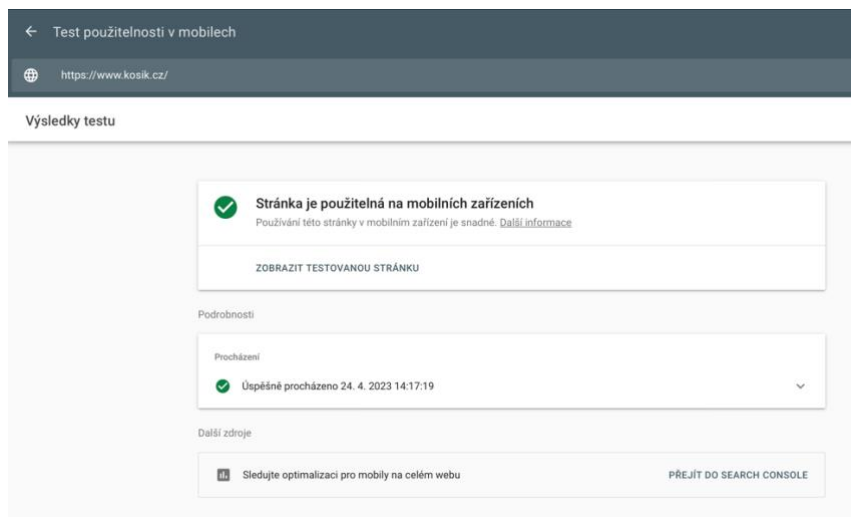 Test použitelnosti v mobilech
https://www.kosik.cz/
Výsledky testu
Stránka je použitelná na mobilních zařízeních
Používání této stránky v mobilním zařízení je snadné. Další informace
ZOBRAZIT TESTOVANOU STRÁNKU
Podrobnosti
Procházení
Úspěšně procházeno 24. 4. 2023 14:17:19
Další zdroje
Sledujte optimalizaci pro mobily na celém webu PŘEJÍT DO SEARCH CONSOLE